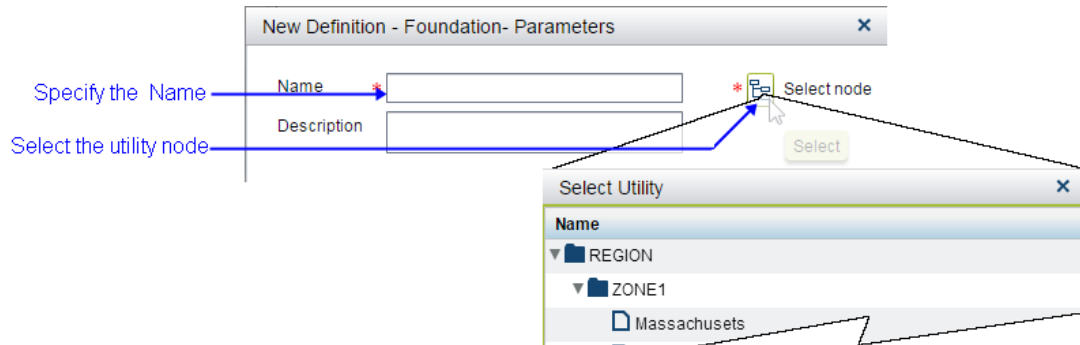 New Definition - Foundation- Parameters
Specify the Name
Name *
* Select node
Select the utility node
Description
Select
Select Utility
Name
REGION
ZONE1
Massachusets